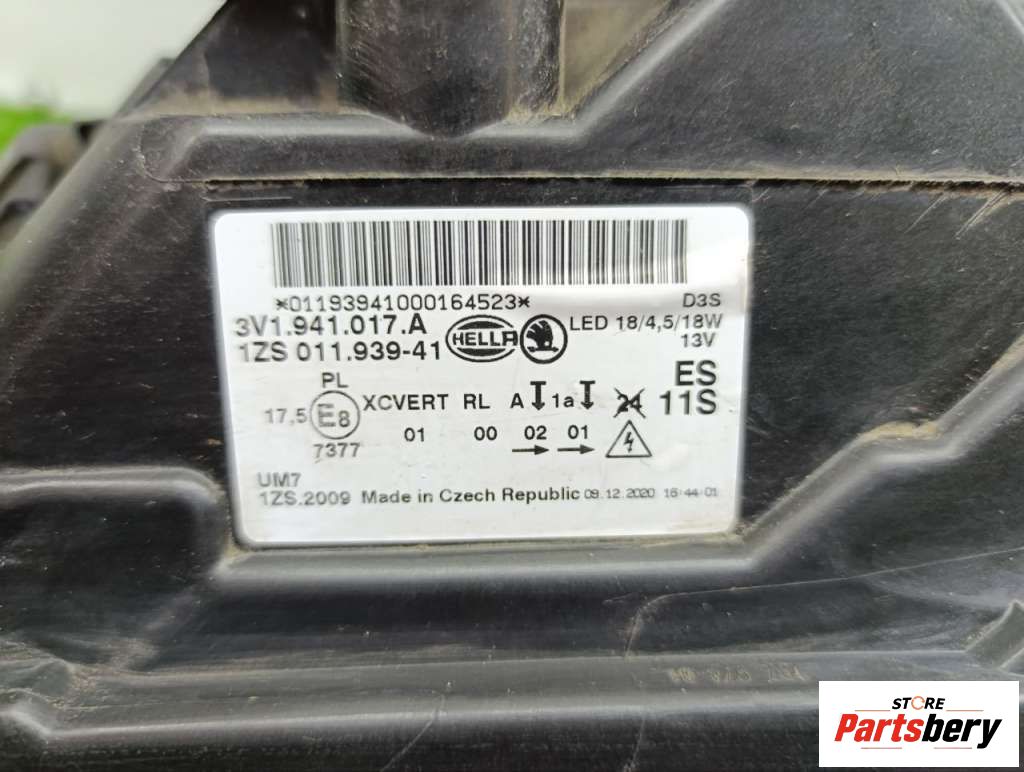 *01193941000164523*
3V1.941.017.A
1ZS 011.939-41
HELLA
D3S
LED 18/4,5/18W
13V
PL
ES
17,5 E8 XCVERT RL A 1a 24 11S
01 00 02 01
7377
UM7
1ZS.2009 Made in Czech Republic 09.12.2020 16:44:01
STORE
Partsbery